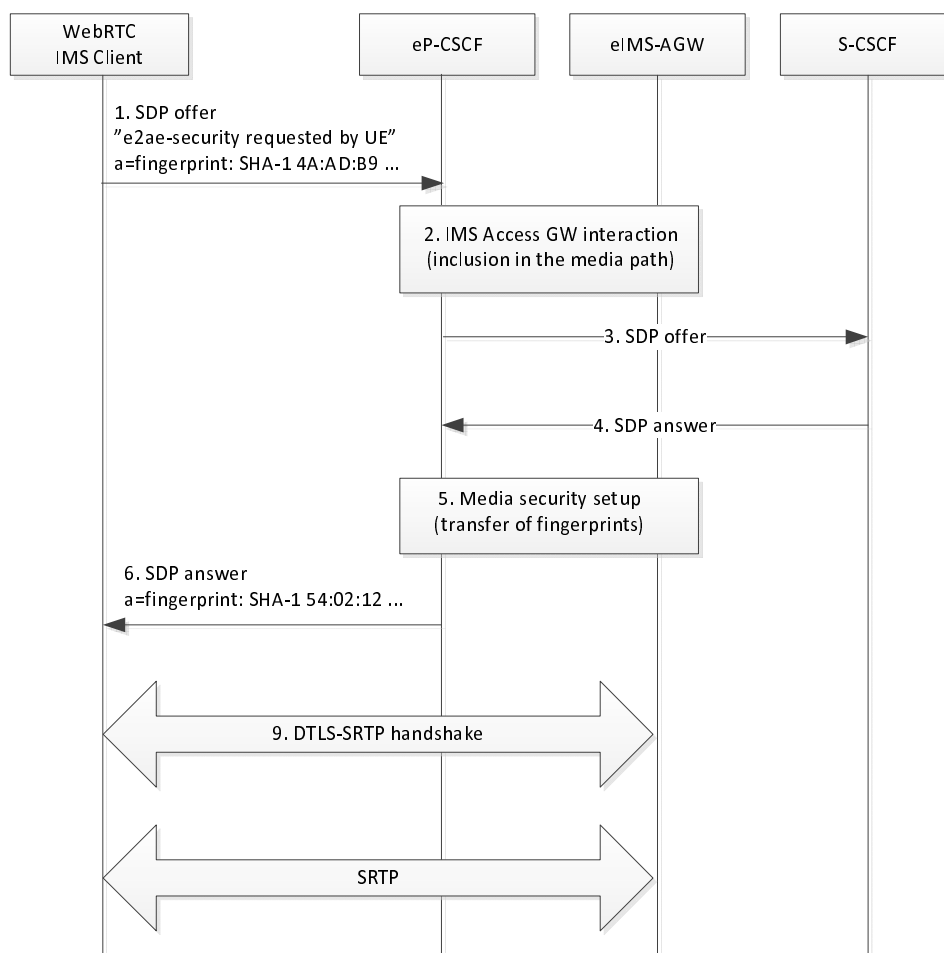 WebRTC
IMS Client
eP-CSCF
eIMS-AGW
S-CSCF
1. SDP offer
”e2ae-security requested by UE”
a=fingerprint: SHA-1 4A:AD:B9 ...
2. IMS Access GW interaction
(inclusion in the media path)
3. SDP offer
4. SDP answer
5. Media security setup
(transfer of fingerprints)
6. SDP answer
a=fingerprint: SHA-1 54:02:12 ...
9. DTLS-SRTP handshake
SRTP